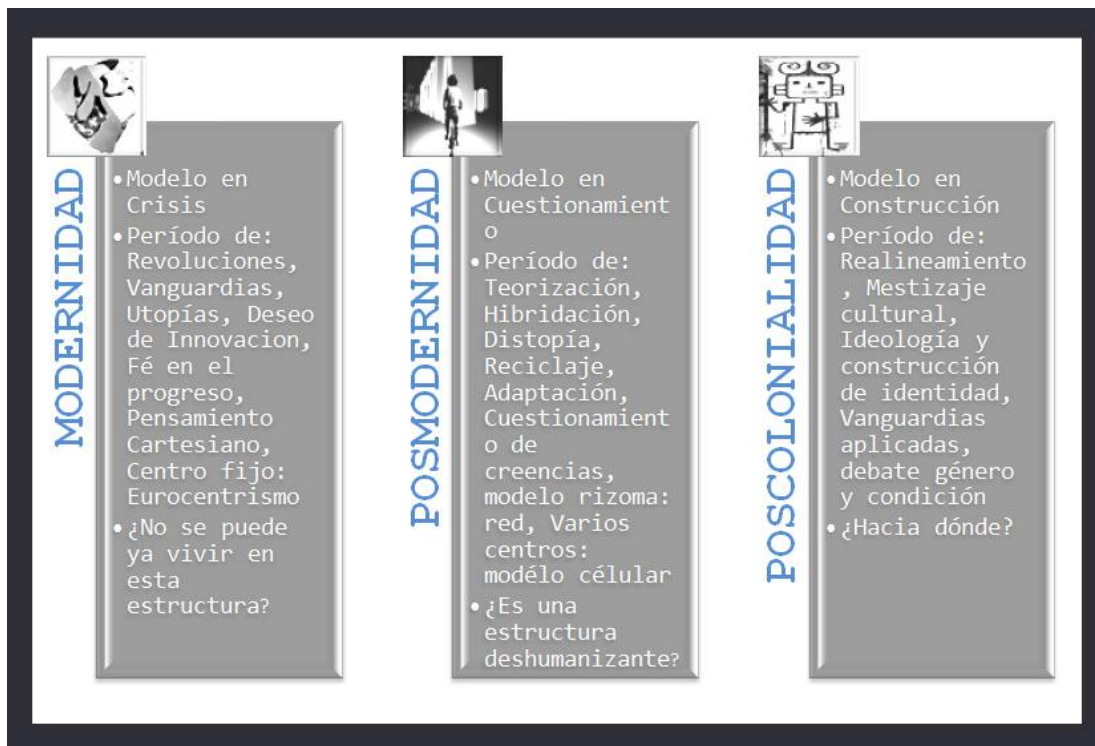 MODERNIDAD
•Modelo en
Crisis
•Período de:
Revoluciones,
Vanguardias,
Utopías, Deseo
de Innovacion,
Fé en el
progreso,
Pensamiento
Cartesiano,
Centro fijo:
Eurocentrismo
•¿No se puede
ya vivir en
esta
estructura?
POSMODERNIDAD
•Modelo en
Cuestionamient
o
•Período de:
Teorización,
Hibridación,
Distopía,
Reciclaje,
Adaptación,
Cuestionamient
o de
creencias,
modelo rizoma:
red, Varios
centros:
modélo célular
•¿Es una
estructura
deshumanizante?
POSCOLONIALIDAD
•Modelo en
Construcción
•Período de:
Realineamiento
, Mestizaje
cultural,
Ideología y
construcción
de identidad,
Vanguardias
aplicadas,
debate género
y condición
•¿Hacia dónde?